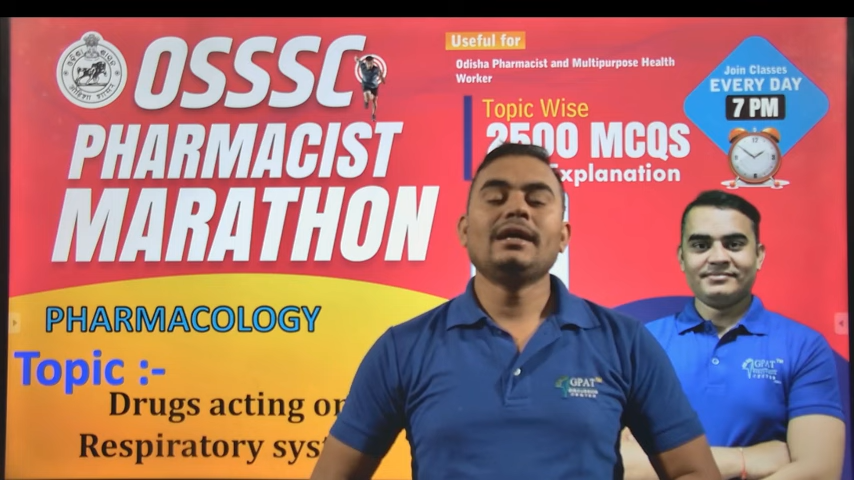 OSSSC
PHARMACIST
MARATHON
Useful for
Odisha Pharmacist and Multipurpose Health
Worker
Topic Wise
2500 MCQS
Explanation
Join Classes
EVERY DAY
7 PM
PHARMACOLOGY
Topic :-
Drugs acting on
Respiratory syst
GPAT
GPAT